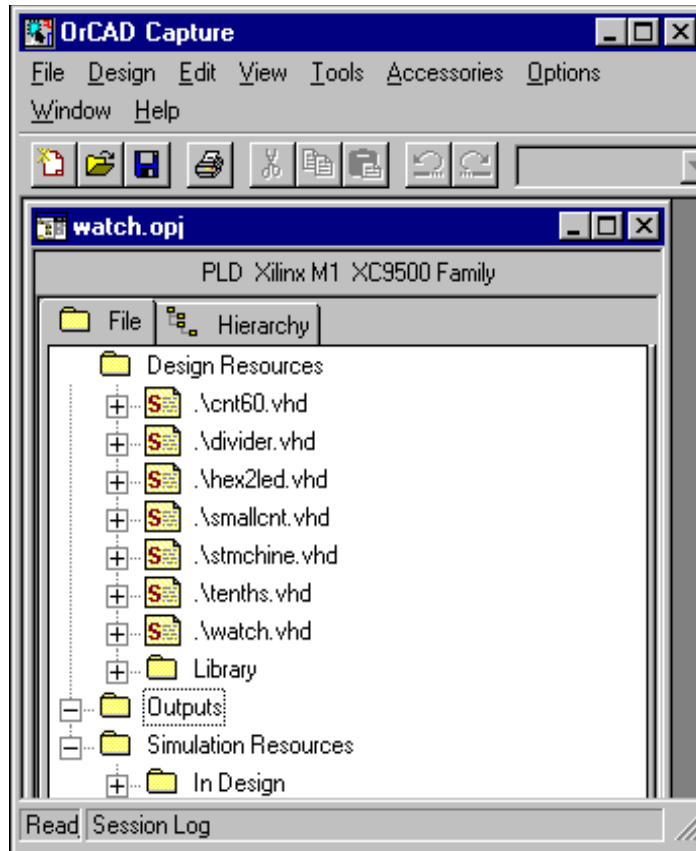 OrCAD Capture
File Design Edit View Tools Accessories Options
Window Help
watch.opj
PLD Xilinx M1 XC9500 Family
File Hierarchy
Design Resources
.\cnt60.vhd
.\divider.vhd
.\hex2led.vhd
.\smallcnt.vhd
.\stmchine.vhd
.\tenths.vhd
.\watch.vhd
Library
Outputs
Simulation Resources
In Design
Read Session Log